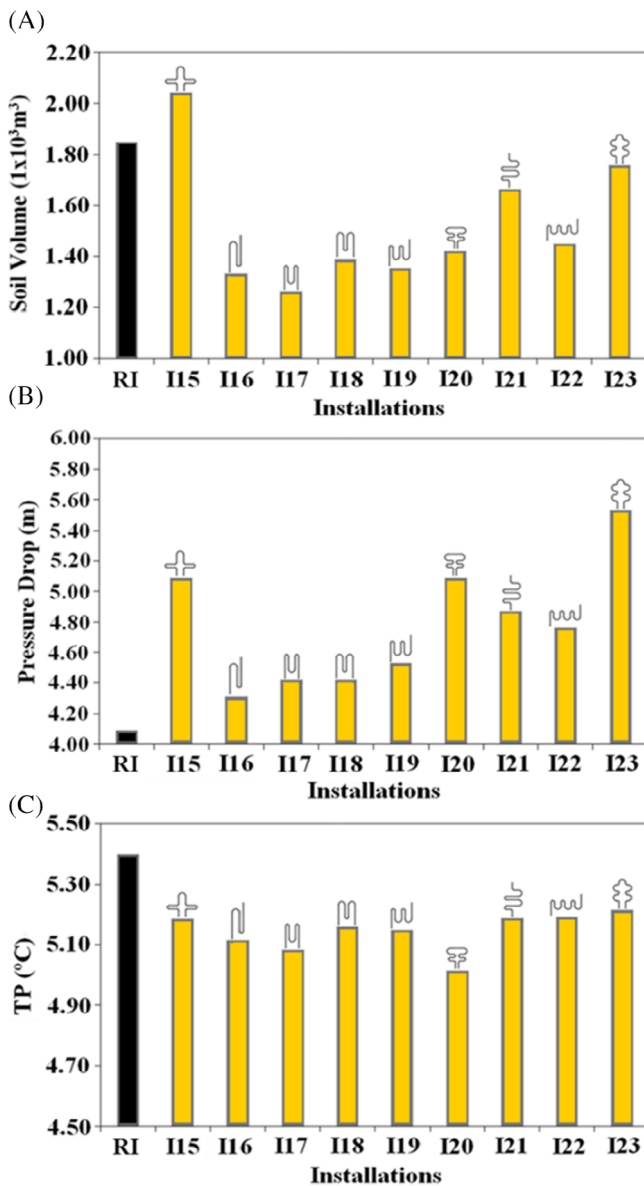 (A)
Soil Volume (1x10³m³)
2.20
2.00
1.80
1.60
1.40
1.20
1.00
RI I15 I16 I17 I18 I19 I20 I21 I22 I23
Installations
(B)
Pressure Drop (m)
6.00
5.80
5.60
5.40
5.20
5.00
4.80
4.60
4.40
4.20
4.00
RI I15 I16 I17 I18 I19 I20 I21 I22 I23
Installations
(C)
TP (°C)
5.50
5.30
5.10
4.90
4.70
4.50
RI I15 I16 I17 I18 I19 I20 I21 I22 I23
Installations